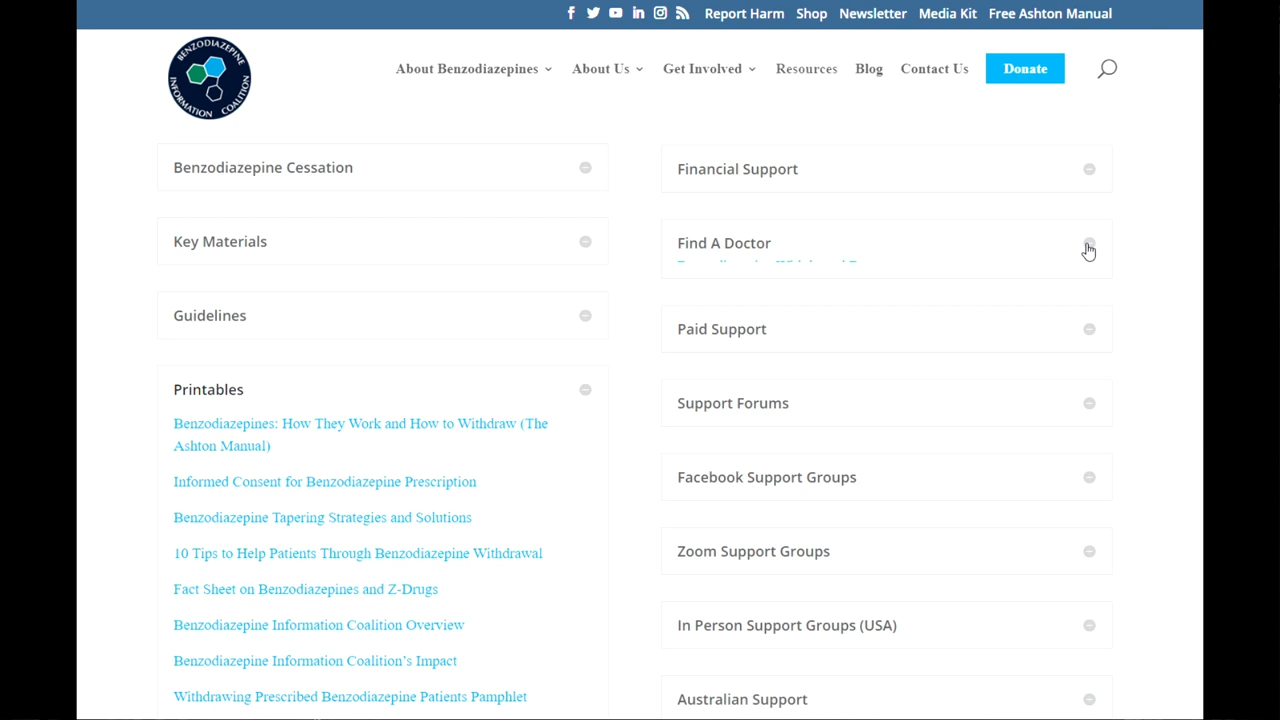 Report Harm Shop Newsletter Media Kit Free Ashton Manual
BENZODIAZEPINE
INFORMATION COALITION
About Benzodiazepines About Us Get Involved Resources Blog Contact Us Donate
Benzodiazepine Cessation
Key Materials
Guidelines
Printables
Benzodiazepines: How They Work and How to Withdraw (The
Ashton Manual)
Informed Consent for Benzodiazepine Prescription
Benzodiazepine Tapering Strategies and Solutions
10 Tips to Help Patients Through Benzodiazepine Withdrawal
Fact Sheet on Benzodiazepines and Z-Drugs
Benzodiazepine Information Coalition Overview
Benzodiazepine Information Coalition’s Impact
Withdrawing Prescribed Benzodiazepine Patients Pamphlet
Financial Support
Find A Doctor
Paid Support
Support Forums
Facebook Support Groups
Zoom Support Groups
In Person Support Groups (USA)
Australian Support